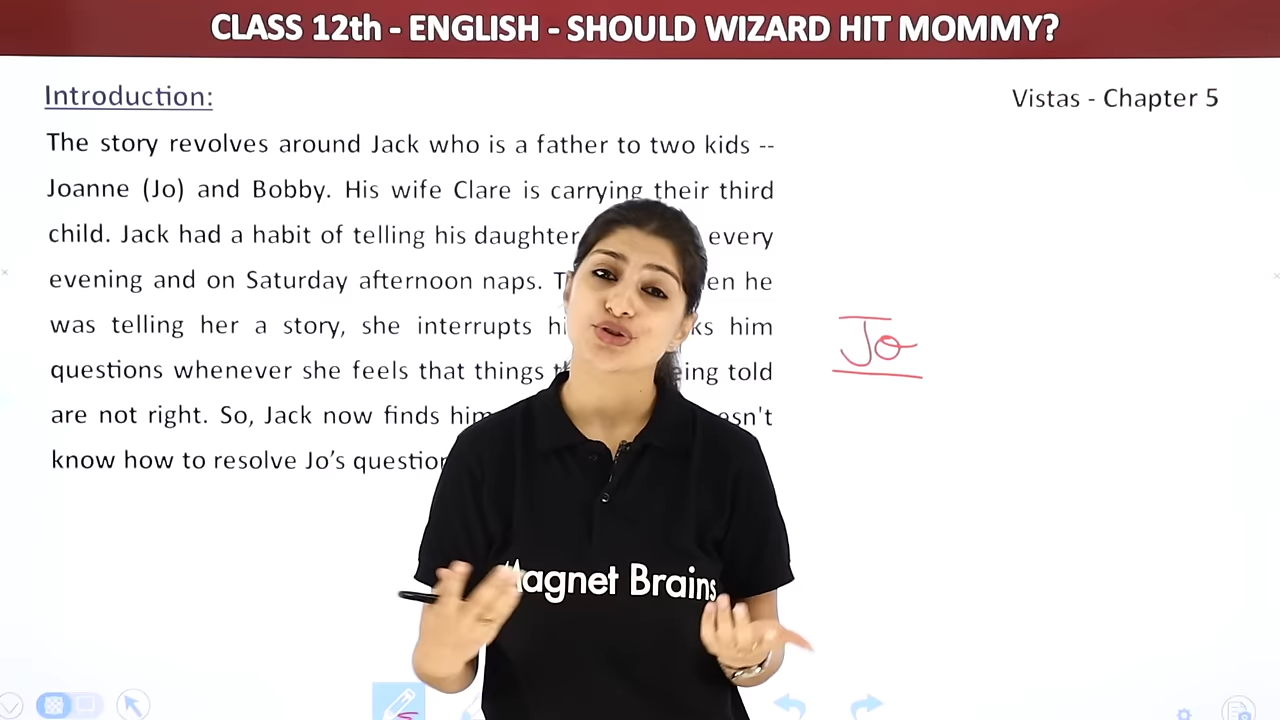 CLASS 12th - ENGLISH - SHOULD WIZARD HIT MOMMY?
Introduction:
Vistas - Chapter 5
The story revolves around Jack who is a father to two kids --
Joanne (Jo) and Bobby. His wife Clare is carrying their third
child. Jack had a habit of telling his daughter every
evening and on Saturday afternoon naps. he
was telling her a story, she interrupts him
questions whenever she feels that things told
are not right. So, Jack now finds
know how to resolve Jo's
Jo
Magnet Brains